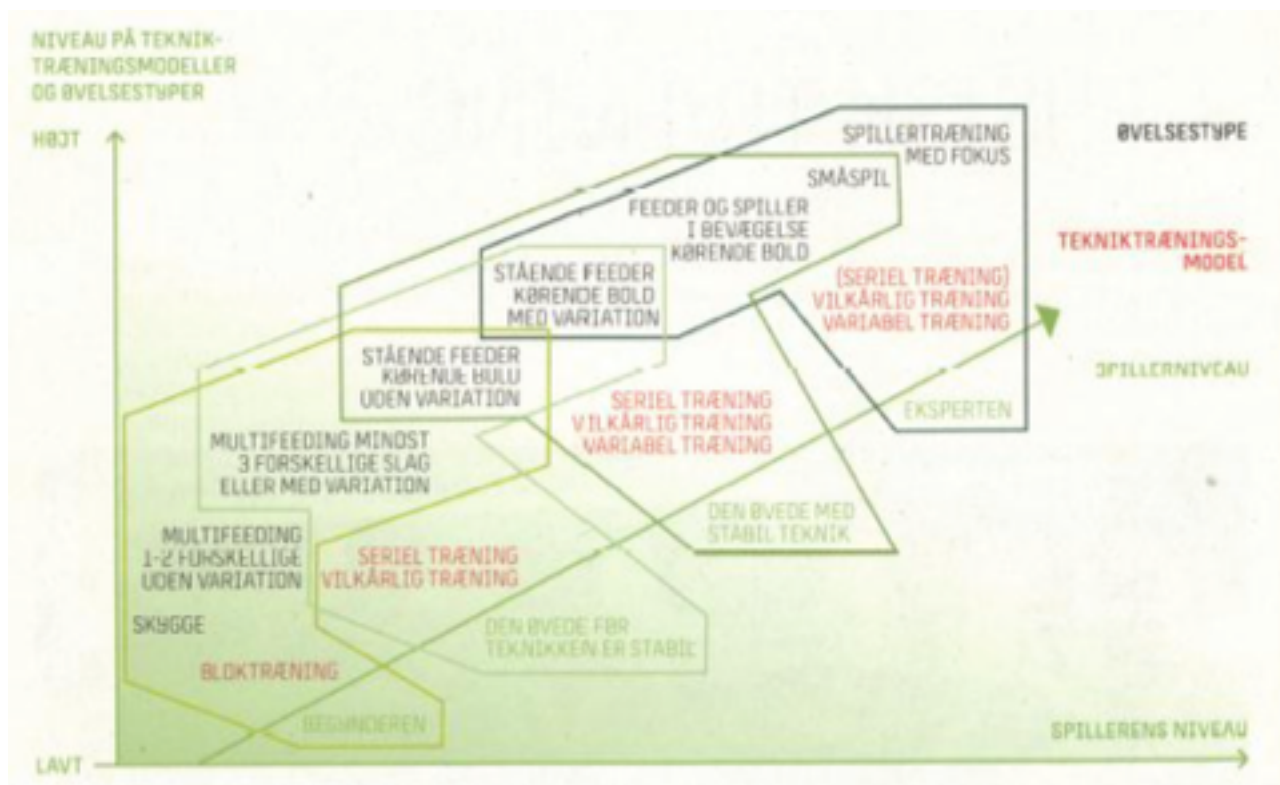 NIVEAU PÅ TEKNIK-
TRÆNINGSMODELLER
OG ØVELSESTYPER
HØJT
SPILLERTRÆNING
MED FOKUS
ØVELSESTYPE
SMÅSPIL
FEEDER OG SPILLER
I BEVÆGELSE
KØRENDE BOLD
TEKNIKTRÆNINGS-
MODEL
STÅENDE FEEDER
KØRENDE BOLD
MED VARIATION
(SERIEL TRÆNING)
VILKÅRLIG TRÆNING
VARIABEL TRÆNING
STÅENDE FEEDER
KØRENDE BOLD
UDEN VARIATION
SPILLERNIVEAU
SERIEL TRÆNING
VILKÅRLIG TRÆNING
VARIABEL TRÆNING
EKSPERTEN
MULTIFEEDING MINDST
3 FORSKELLIGE SLAG
ELLER MED VARIATION
DEN ØVEDE MED
STABIL TEKNIK
MULTIFEEDING
1-2 FORSKELLIGE
UDEN VARIATION
SERIEL TRÆNING
VILKÅRLIG TRÆNING
SKYGGE
DEN ØVEDE FØR
TEKNIKKEN ER STABIL
BLOKTRÆNING
BEGYNDEREN
SPILLERENS NIVEAU
LAVT